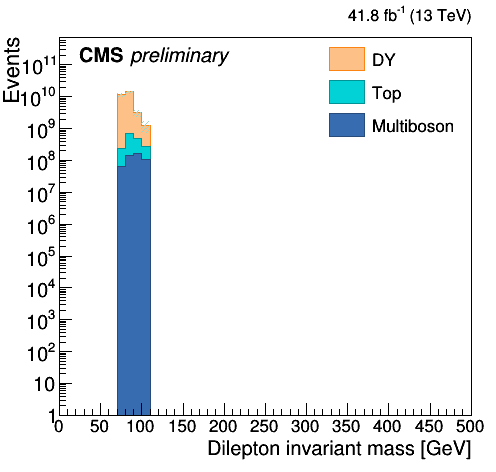 41.8 fb⁻¹ (13 TeV)
Events
CMS preliminary
DY
Top
Multiboson
10¹¹
10¹⁰
10⁹
10⁸
10⁷
10⁶
10⁵
10⁴
10³
10²
10
1
0 50 100 150 200 250 300 350 400 450 500
Dilepton invariant mass [GeV]